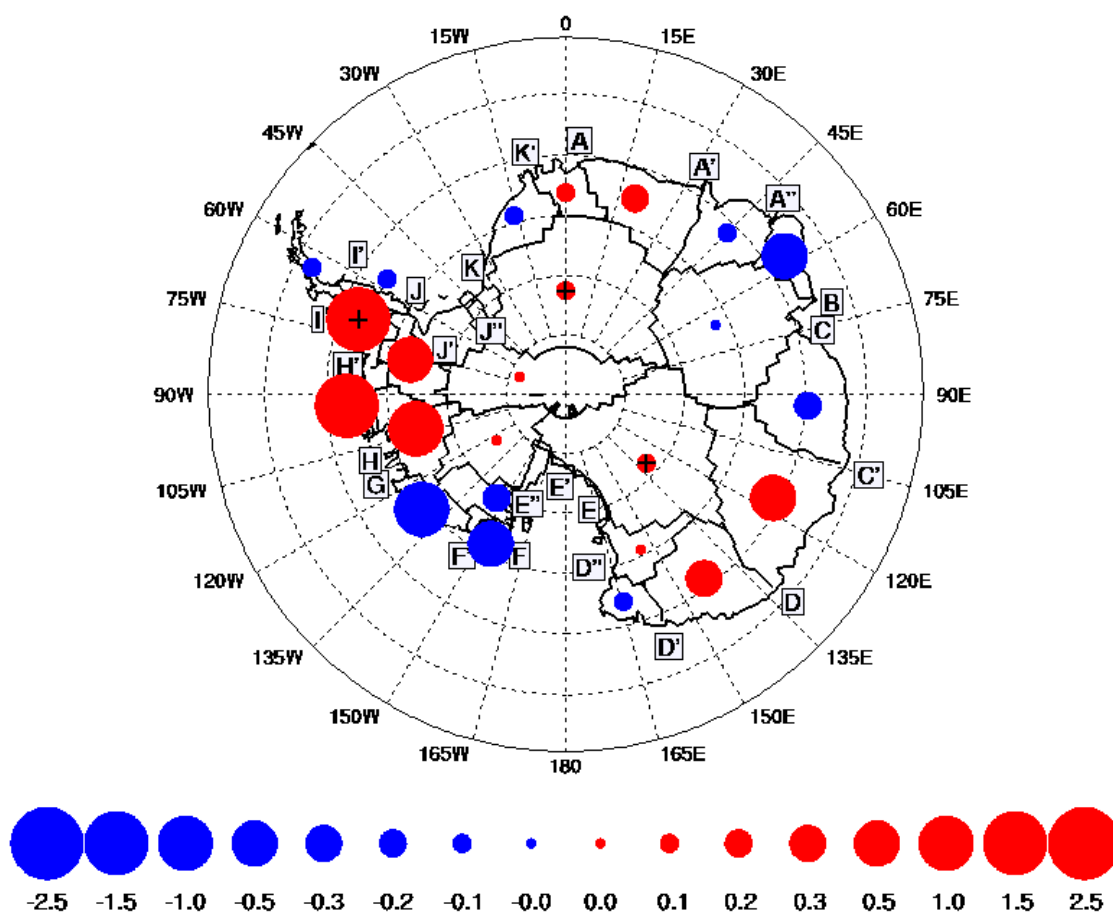 0
15W 15E
30W 30E
45W 45E
K' A
A' A"
60W 60E
I' K J
75W 75E
I B
C
J"
H' J'
90W 90E
H
G C'
105W 105E
E' E" E
F F D"
120W 120E
D
D'
135W 135E
150W 150E
165W 165E
180
-2.5 -1.5 -1.0 -0.5 -0.3 -0.2 -0.1 -0.0 0.0 0.1 0.2 0.3 0.5 1.0 1.5 2.5